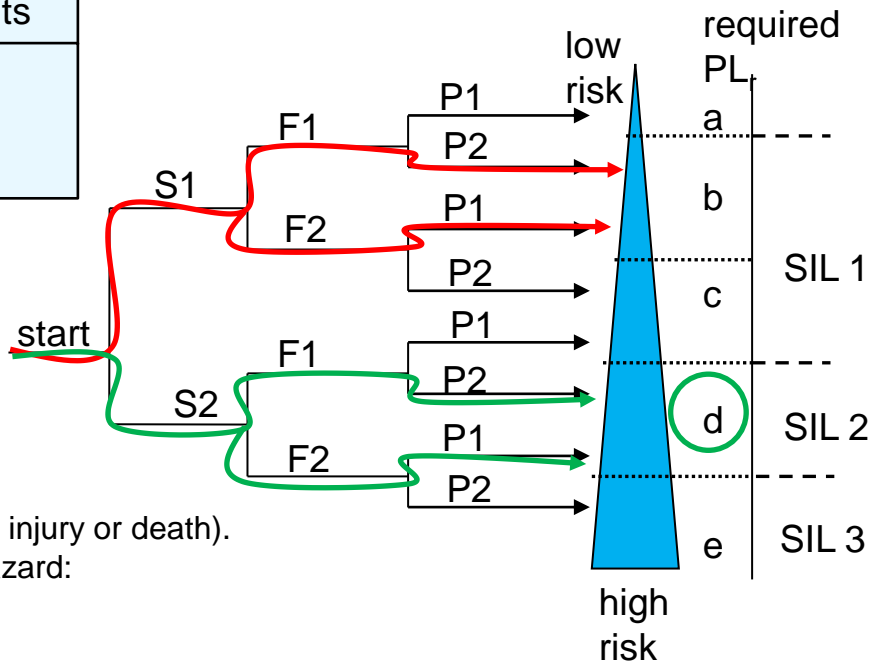 ts
required
PLr
low
risk
P1
a
F1
P2
S1
b
P1
F2
SIL 1
P2
c
start
P1
F1
P2
S2
d
SIL 2
P1
F2
P2
injury or death).
e
SIL 3
zard:
high
risk